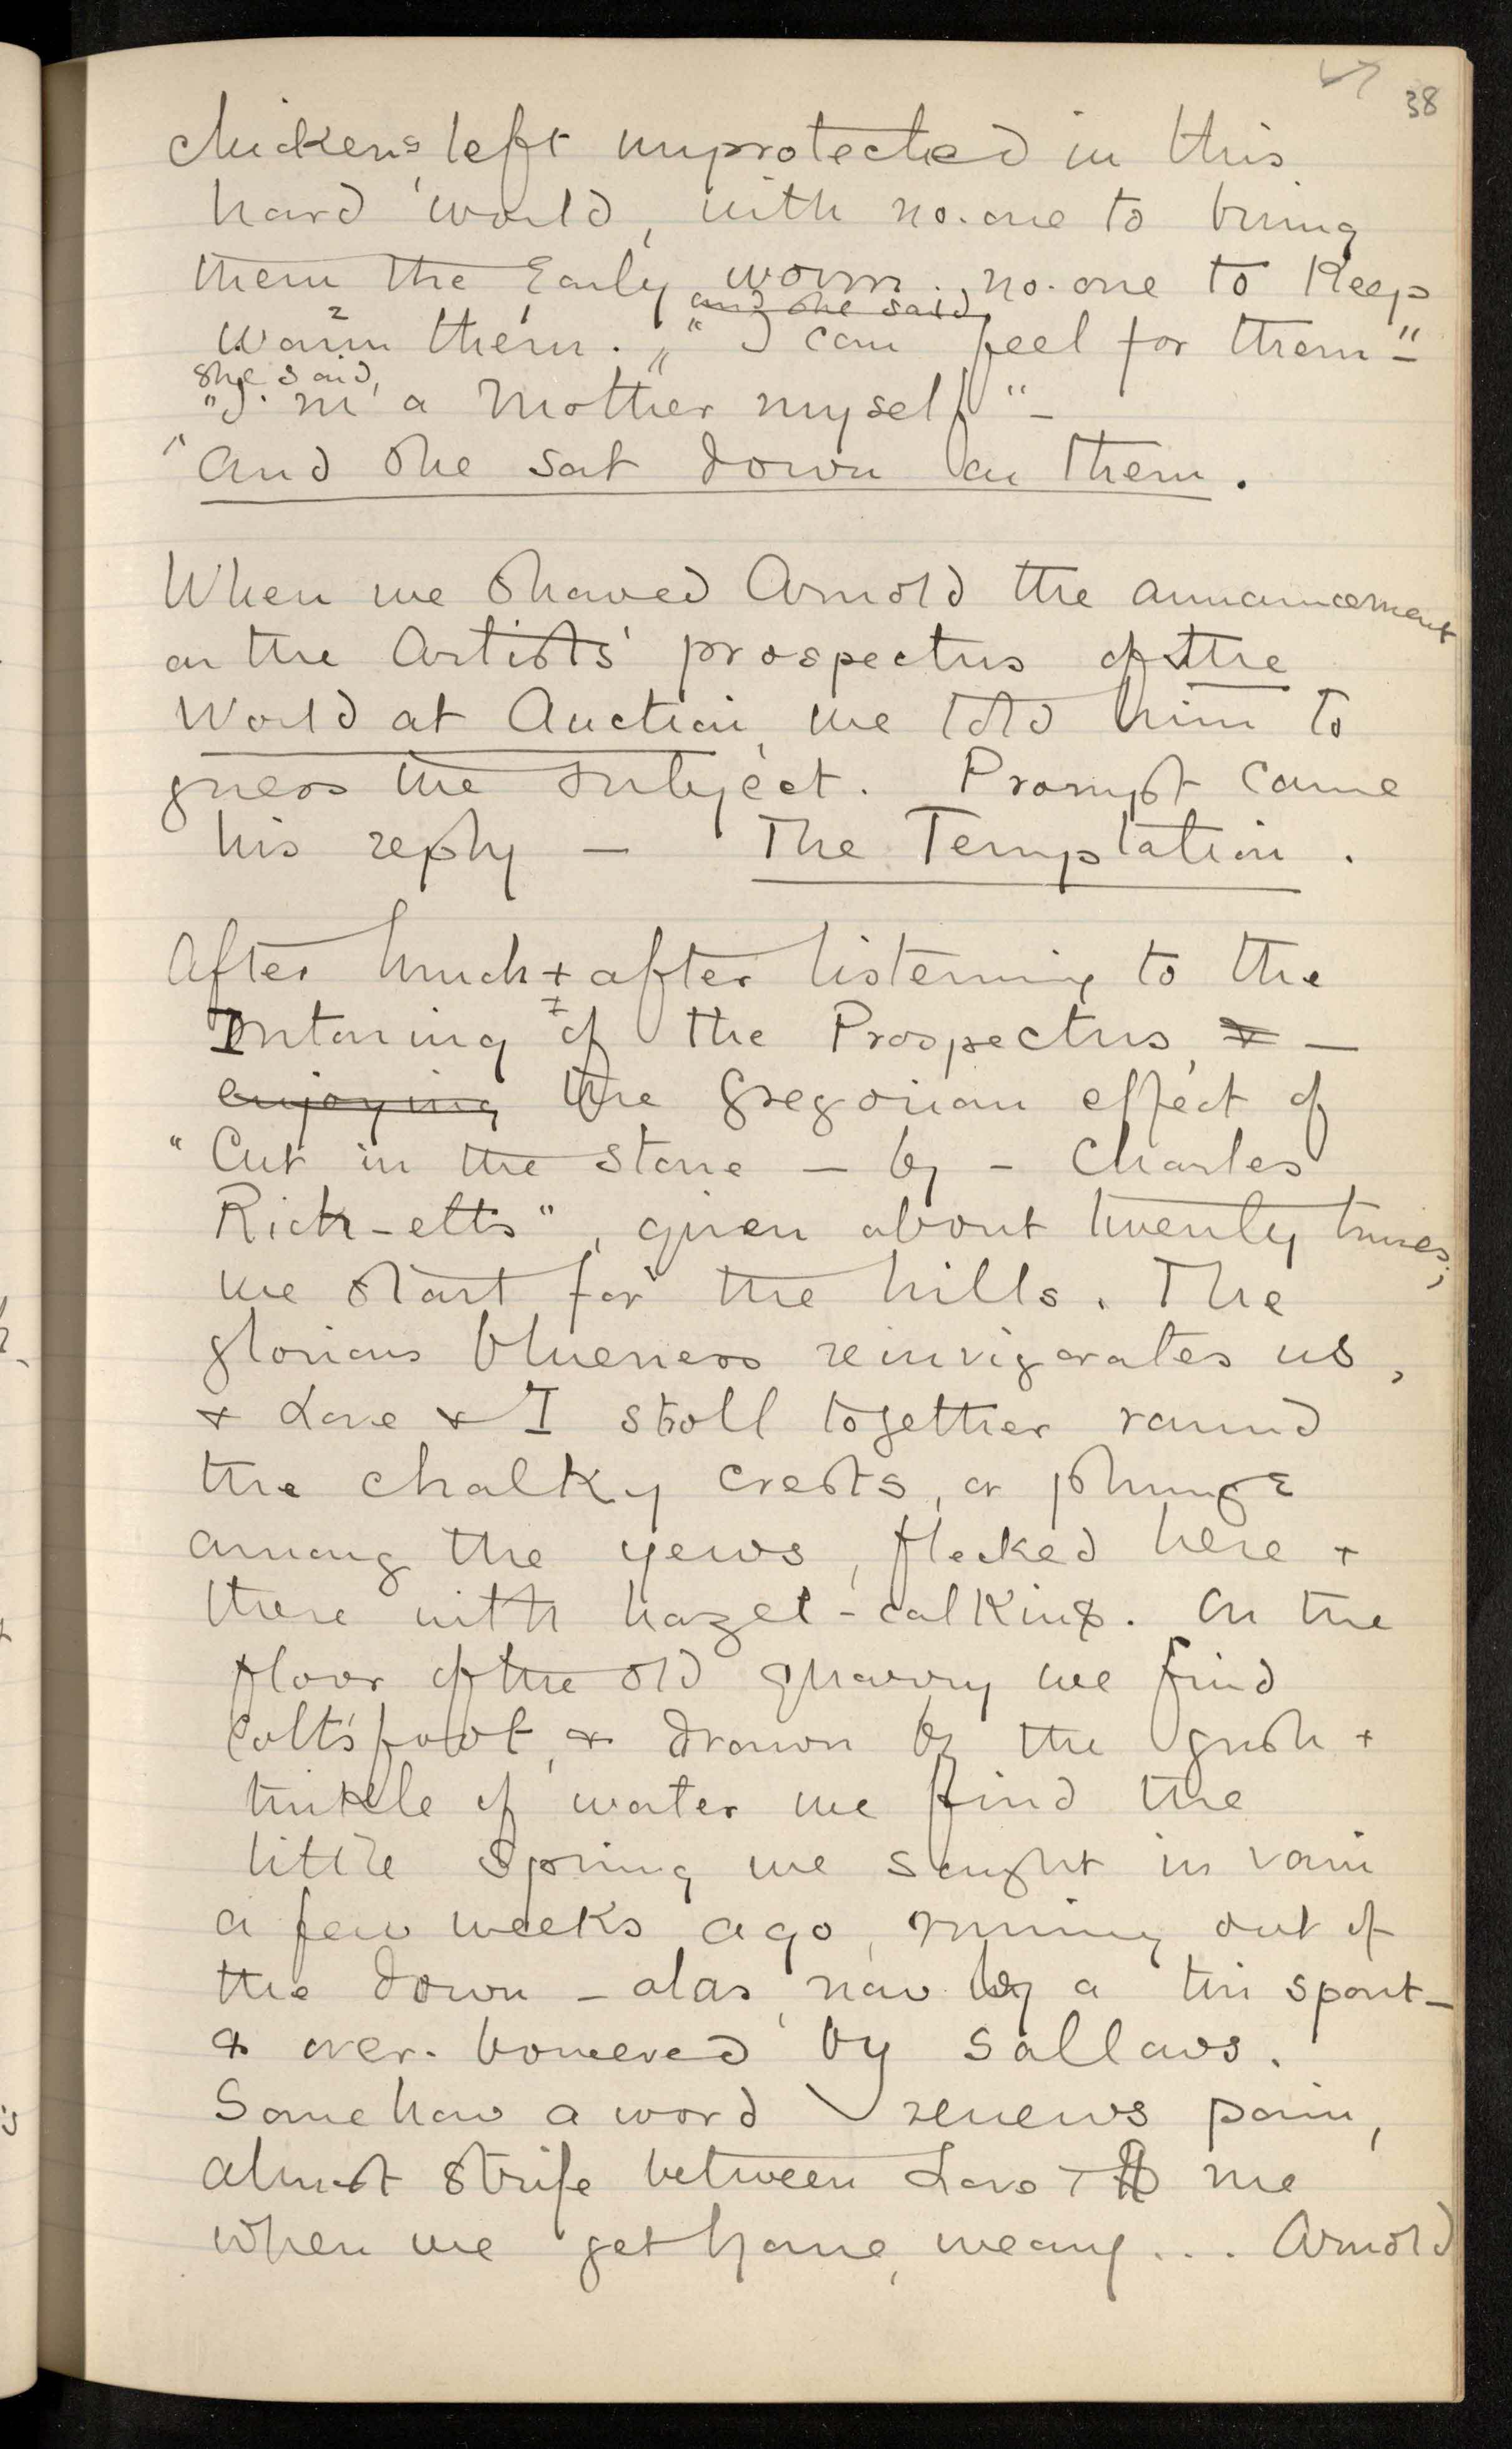 38
chickens, left unprotected in this
hard world, with no-one to bring
them the Early worm. no-one to Keep
and she said
warm them. " "I can feel for them" -
she said,
"I'm a Mother myself" -
"and she sat down on them.
When we showed Arnold the announcement
on the Artists' prospectus of the
World at Auction, we told him to
guess the subject. Prompt came
his reply - The Temptation.
After lunch + after listening to the
Intoning of the Prospectus, + -
enjoying the Gregorian effect of
"Cut in the stone - by - Charles
Rick-etts", given about twenty times;
we start for the hills. The
glorious blueness reinvigorates us,
+ Love + I stroll together round
the chalky crests, or plunge
among the yews, flecked here +
there with hazel-catkins. On the
floor of the old quarry we find
Colt's foot, + drawn by the gush +
tinkle of water we find the
little Spring we sought in vain
a few weeks ago, running out of
the down - alas, now by a tin spout -
+ over-bowered by sallows.
Somehow a word renews pain,
almost strife between Love + me
when we get home, weary... Arnold